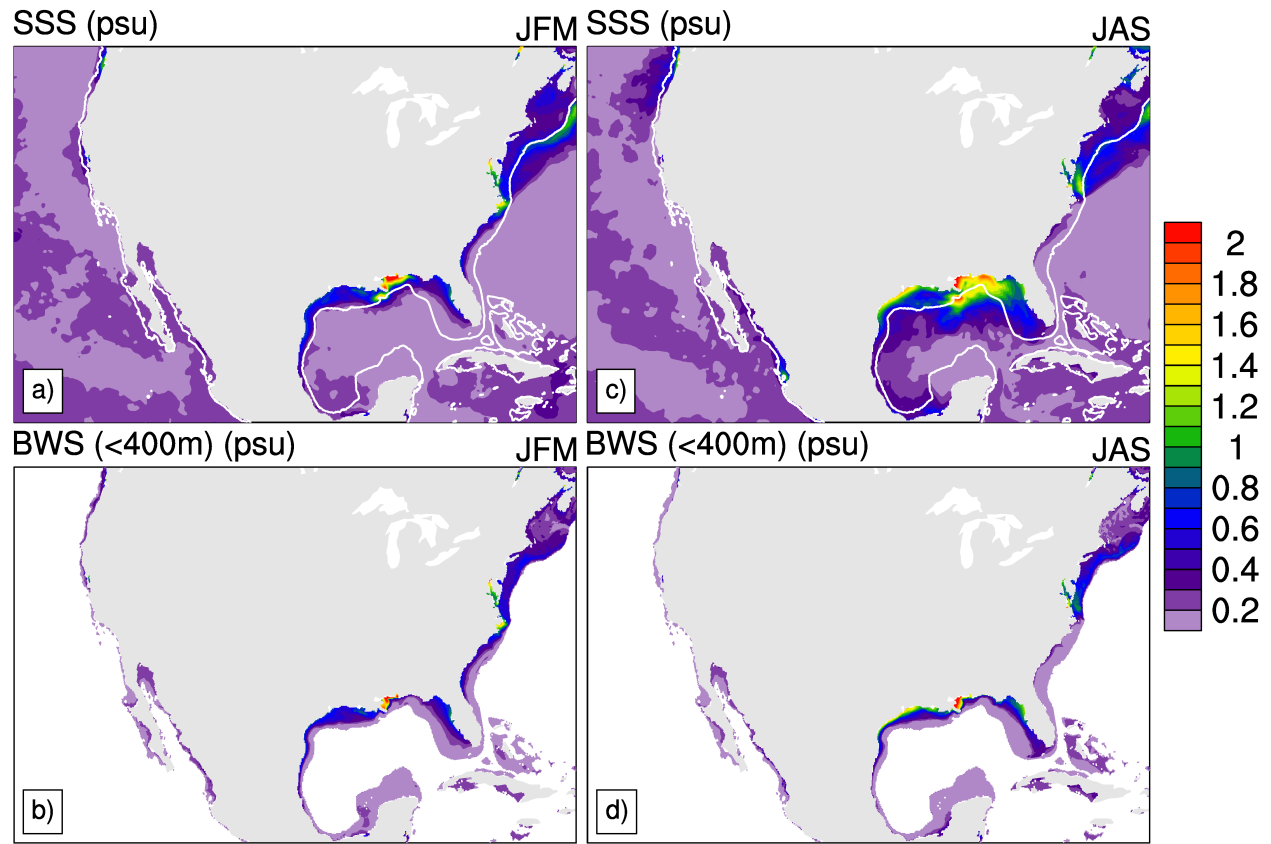 SSS (psu) JFM
SSS (psu) JAS
a)
c)
BWS (<400m) (psu) JFM
BWS (<400m) (psu) JAS
b)
d)
2
1.8
1.6
1.4
1.2
1
0.8
0.6
0.4
0.2